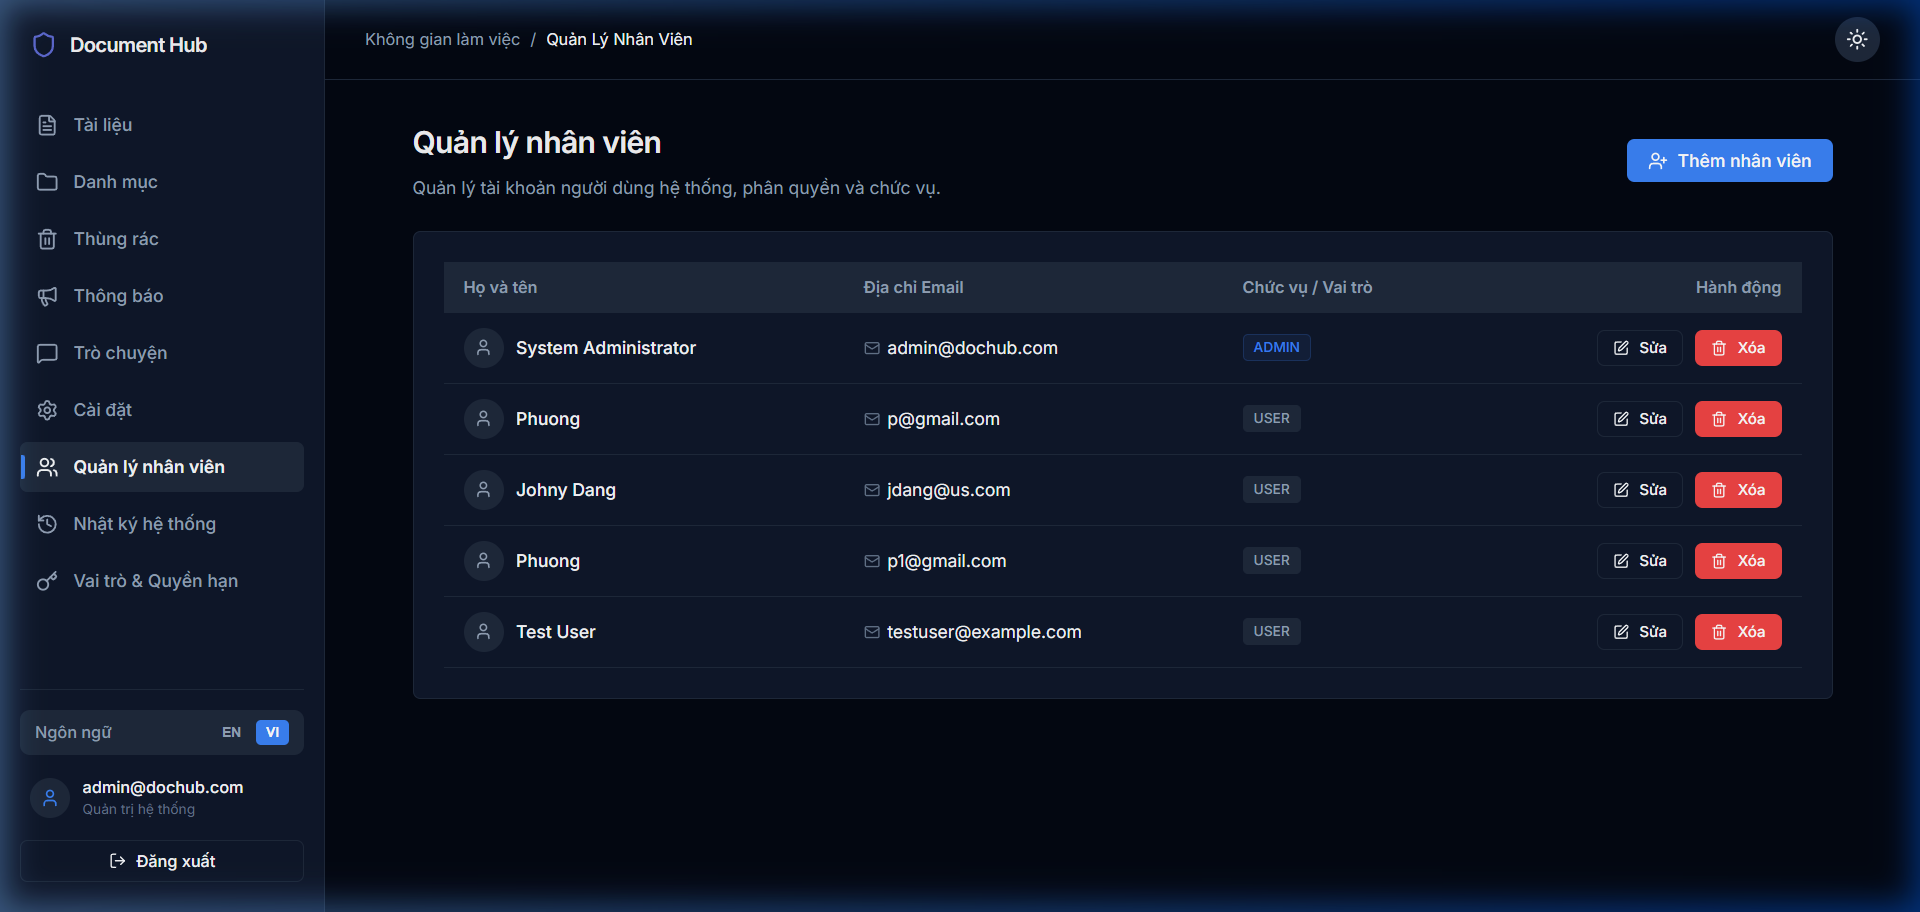 Document Hub
Tài liệu
Danh mục
Thùng rác
Thông báo
Trò chuyện
Cài đặt
Quản lý nhân viên
Nhật ký hệ thống
Vai trò & Quyền hạn
Ngôn ngữ EN VI
admin@dochub.com
Quản trị hệ thống
Đăng xuất
Không gian làm việc / Quản Lý Nhân Viên
Quản lý nhân viên
Quản lý tài khoản người dùng hệ thống, phân quyền và chức vụ.
Thêm nhân viên
Họ và tên Địa chỉ Email Chức vụ / Vai trò Hành động
System Administrator admin@dochub.com ADMIN Sửa Xóa
Phuong p@gmail.com USER Sửa Xóa
Johny Dang jdang@us.com USER Sửa Xóa
Phuong p1@gmail.com USER Sửa Xóa
Test User testuser@example.com USER Sửa Xóa